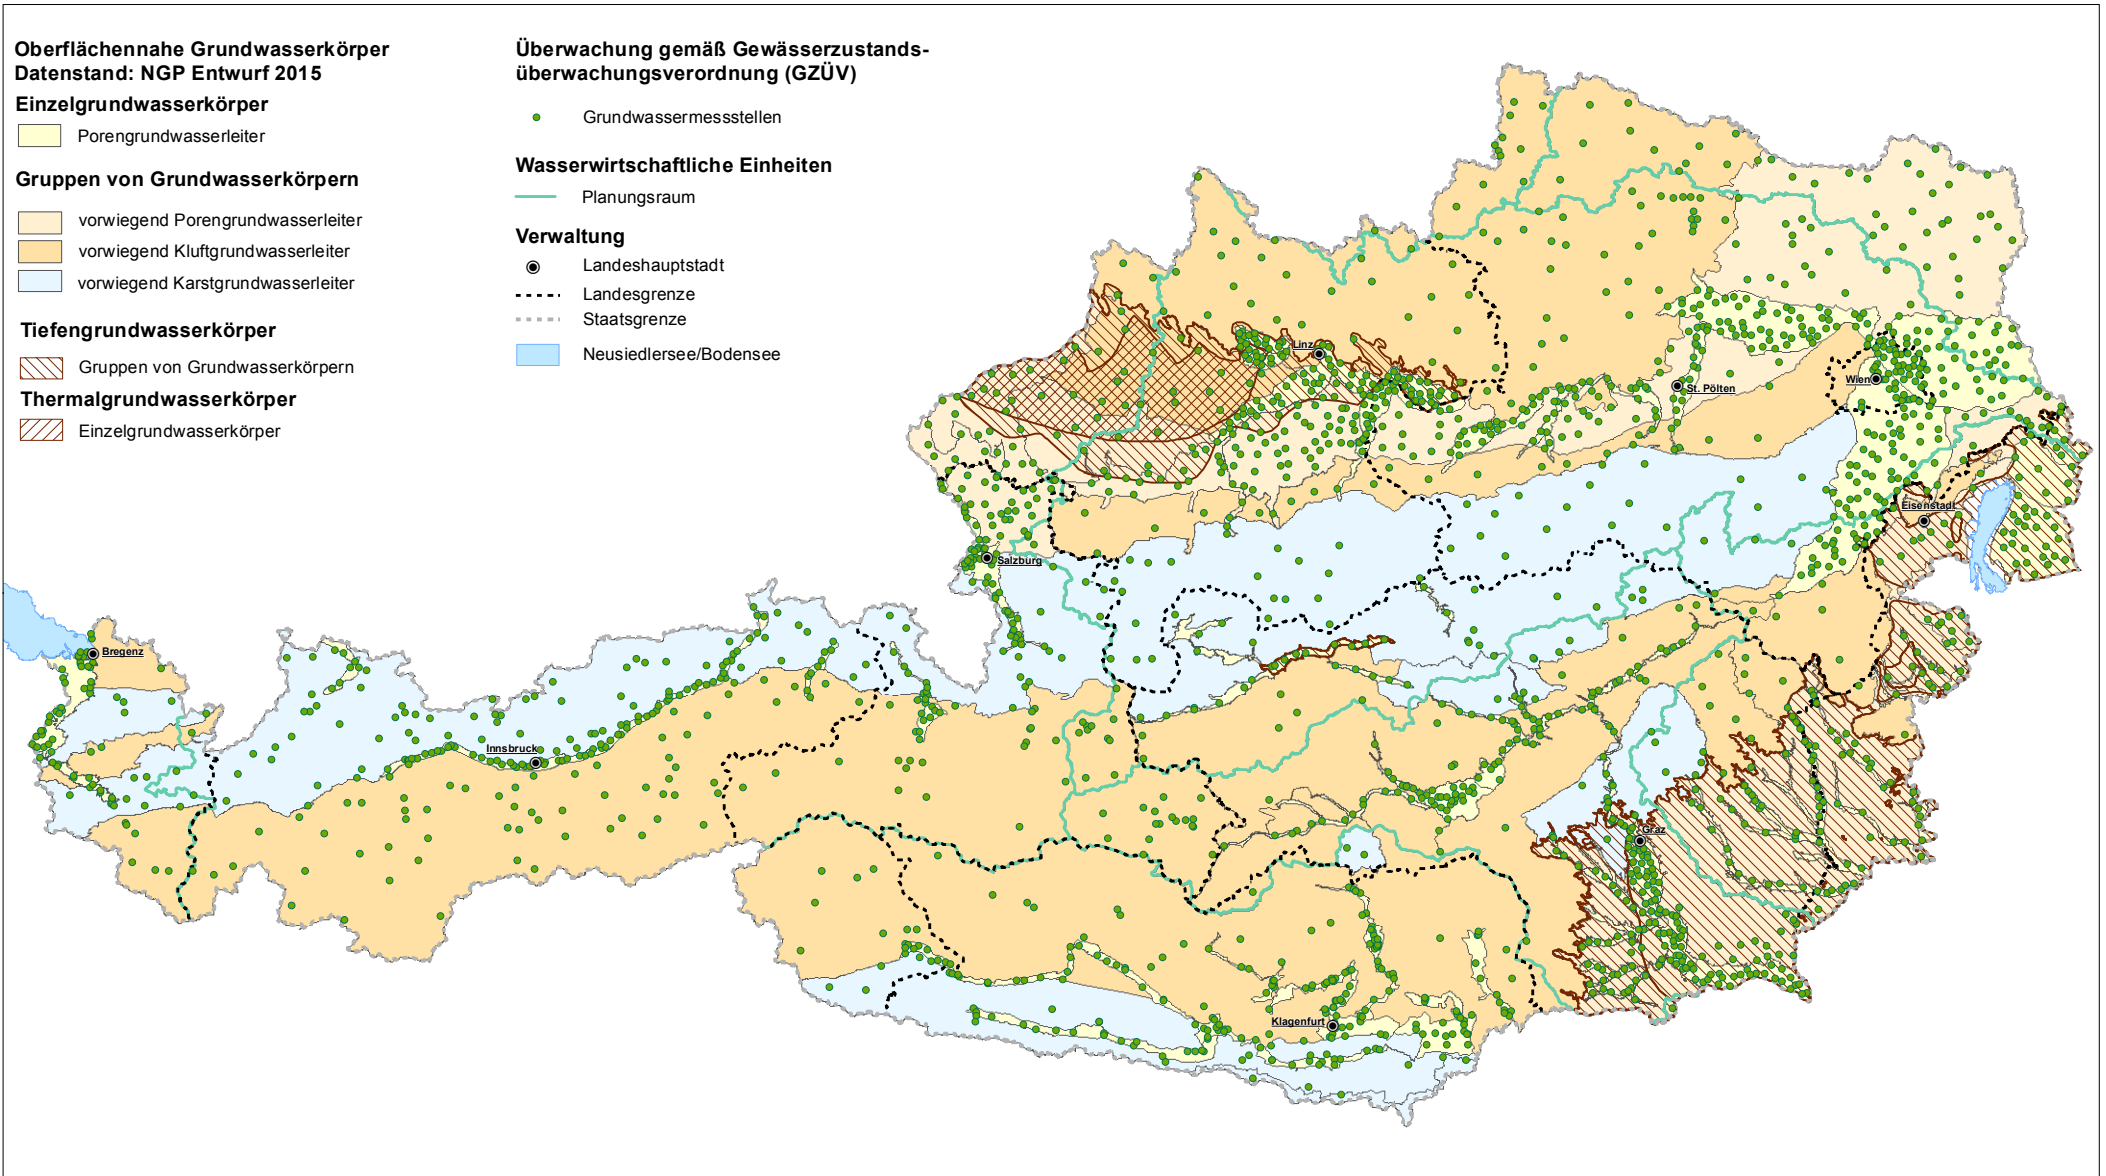 Oberflächennahe Grundwasserkörper
Datenstand: NGP Entwurf 2015
Einzelgrundwasserkörper
Porengrundwasserleiter
Gruppen von Grundwasserkörpern
vorwiegend Porengrundwasserleiter
vorwiegend Kluftgrundwasserleiter
vorwiegend Karstgrundwasserleiter
Tiefengrundwasserkörper
Gruppen von Grundwasserkörpern
Thermalgrundwasserkörper
Einzelgrundwasserkörper
Überwachung gemäß Gewässerzustands-
überwachungsverordnung (GZÜV)
Grundwassermessstellen
Wasserwirtschaftliche Einheiten
Planungsraum
Verwaltung
Landeshauptstadt
Landesgrenze
Staatsgrenze
Neusiedlersee/Bodensee
Linz
St. Pölten
Wien
Eisenstadt
Salzburg
Bregenz
Innsbruck
Graz
Klagenfurt